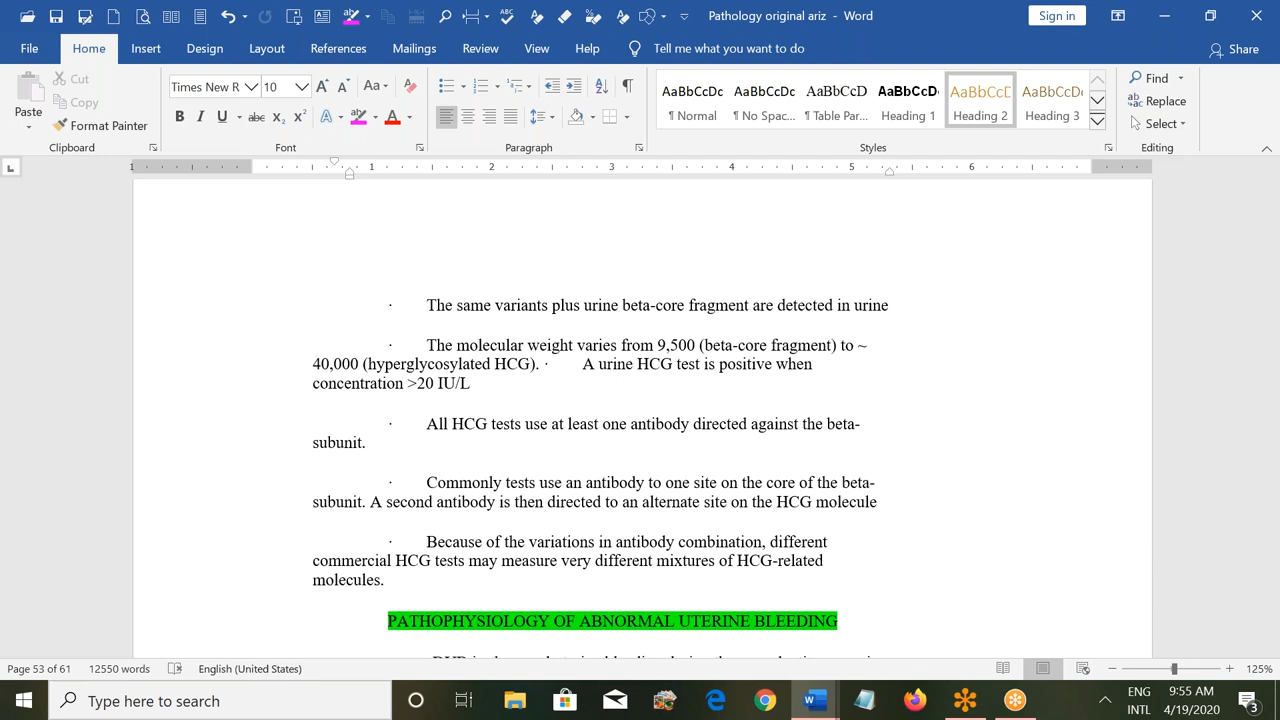 Pathology original ariz - Word
Sign in
File Home Insert Design Layout References Mailings Review View Help Tell me what you want to do Share
Paste
Cut
Copy
Format Painter
Clipboard
Times New R 10
Font
Paragraph
AaBbCcDc AaBbCcDc AaBbCcD AaBbCcD AaBbCcD AaBbCcDc
¶ Normal ¶ No Spac... ¶ Table Par... Heading 1 Heading 2 Heading 3
Styles
Find
Replace
Select
Editing
1 1 2 3 4 5 6
· The same variants plus urine beta-core fragment are detected in urine
· The molecular weight varies from 9,500 (beta-core fragment) to ~
40,000 (hyperglycosylated HCG). · A urine HCG test is positive when
concentration >20 IU/L
· All HCG tests use at least one antibody directed against the beta-
subunit.
· Commonly tests use an antibody to one site on the core of the beta-
subunit. A second antibody is then directed to an alternate site on the HCG molecule
· Because of the variations in antibody combination, different
commercial HCG tests may measure very different mixtures of HCG-related
molecules.
PATHOPHYSIOLOGY OF ABNORMAL UTERINE BLEEDING
Page 53 of 61 12550 words English (United States) 125%
Type here to search
ENG
INTL
9:55 AM
4/19/2020
3